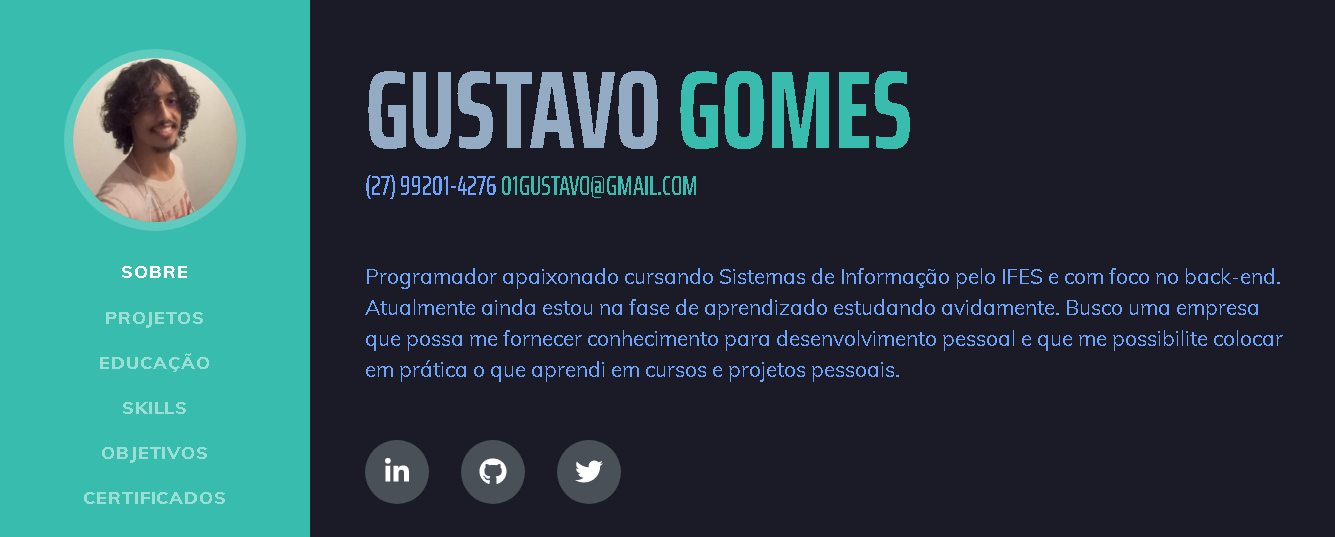 SOBRE
PROJETOS
EDUCAÇÃO
SKILLS
OBJETIVOS
CERTIFICADOS
GUSTAVO GOMES
(27) 99201-4276 01GUSTAVO@GMAIL.COM
Programador apaixonado cursando Sistemas de Informação pelo IFES e com foco no back-end.
Atualmente ainda estou na fase de aprendizado estudando avidamente. Busco uma empresa
que possa me fornecer conhecimento para desenvolvimento pessoal e que me possibilite colocar
em prática o que aprendi em cursos e projetos pessoais.
in